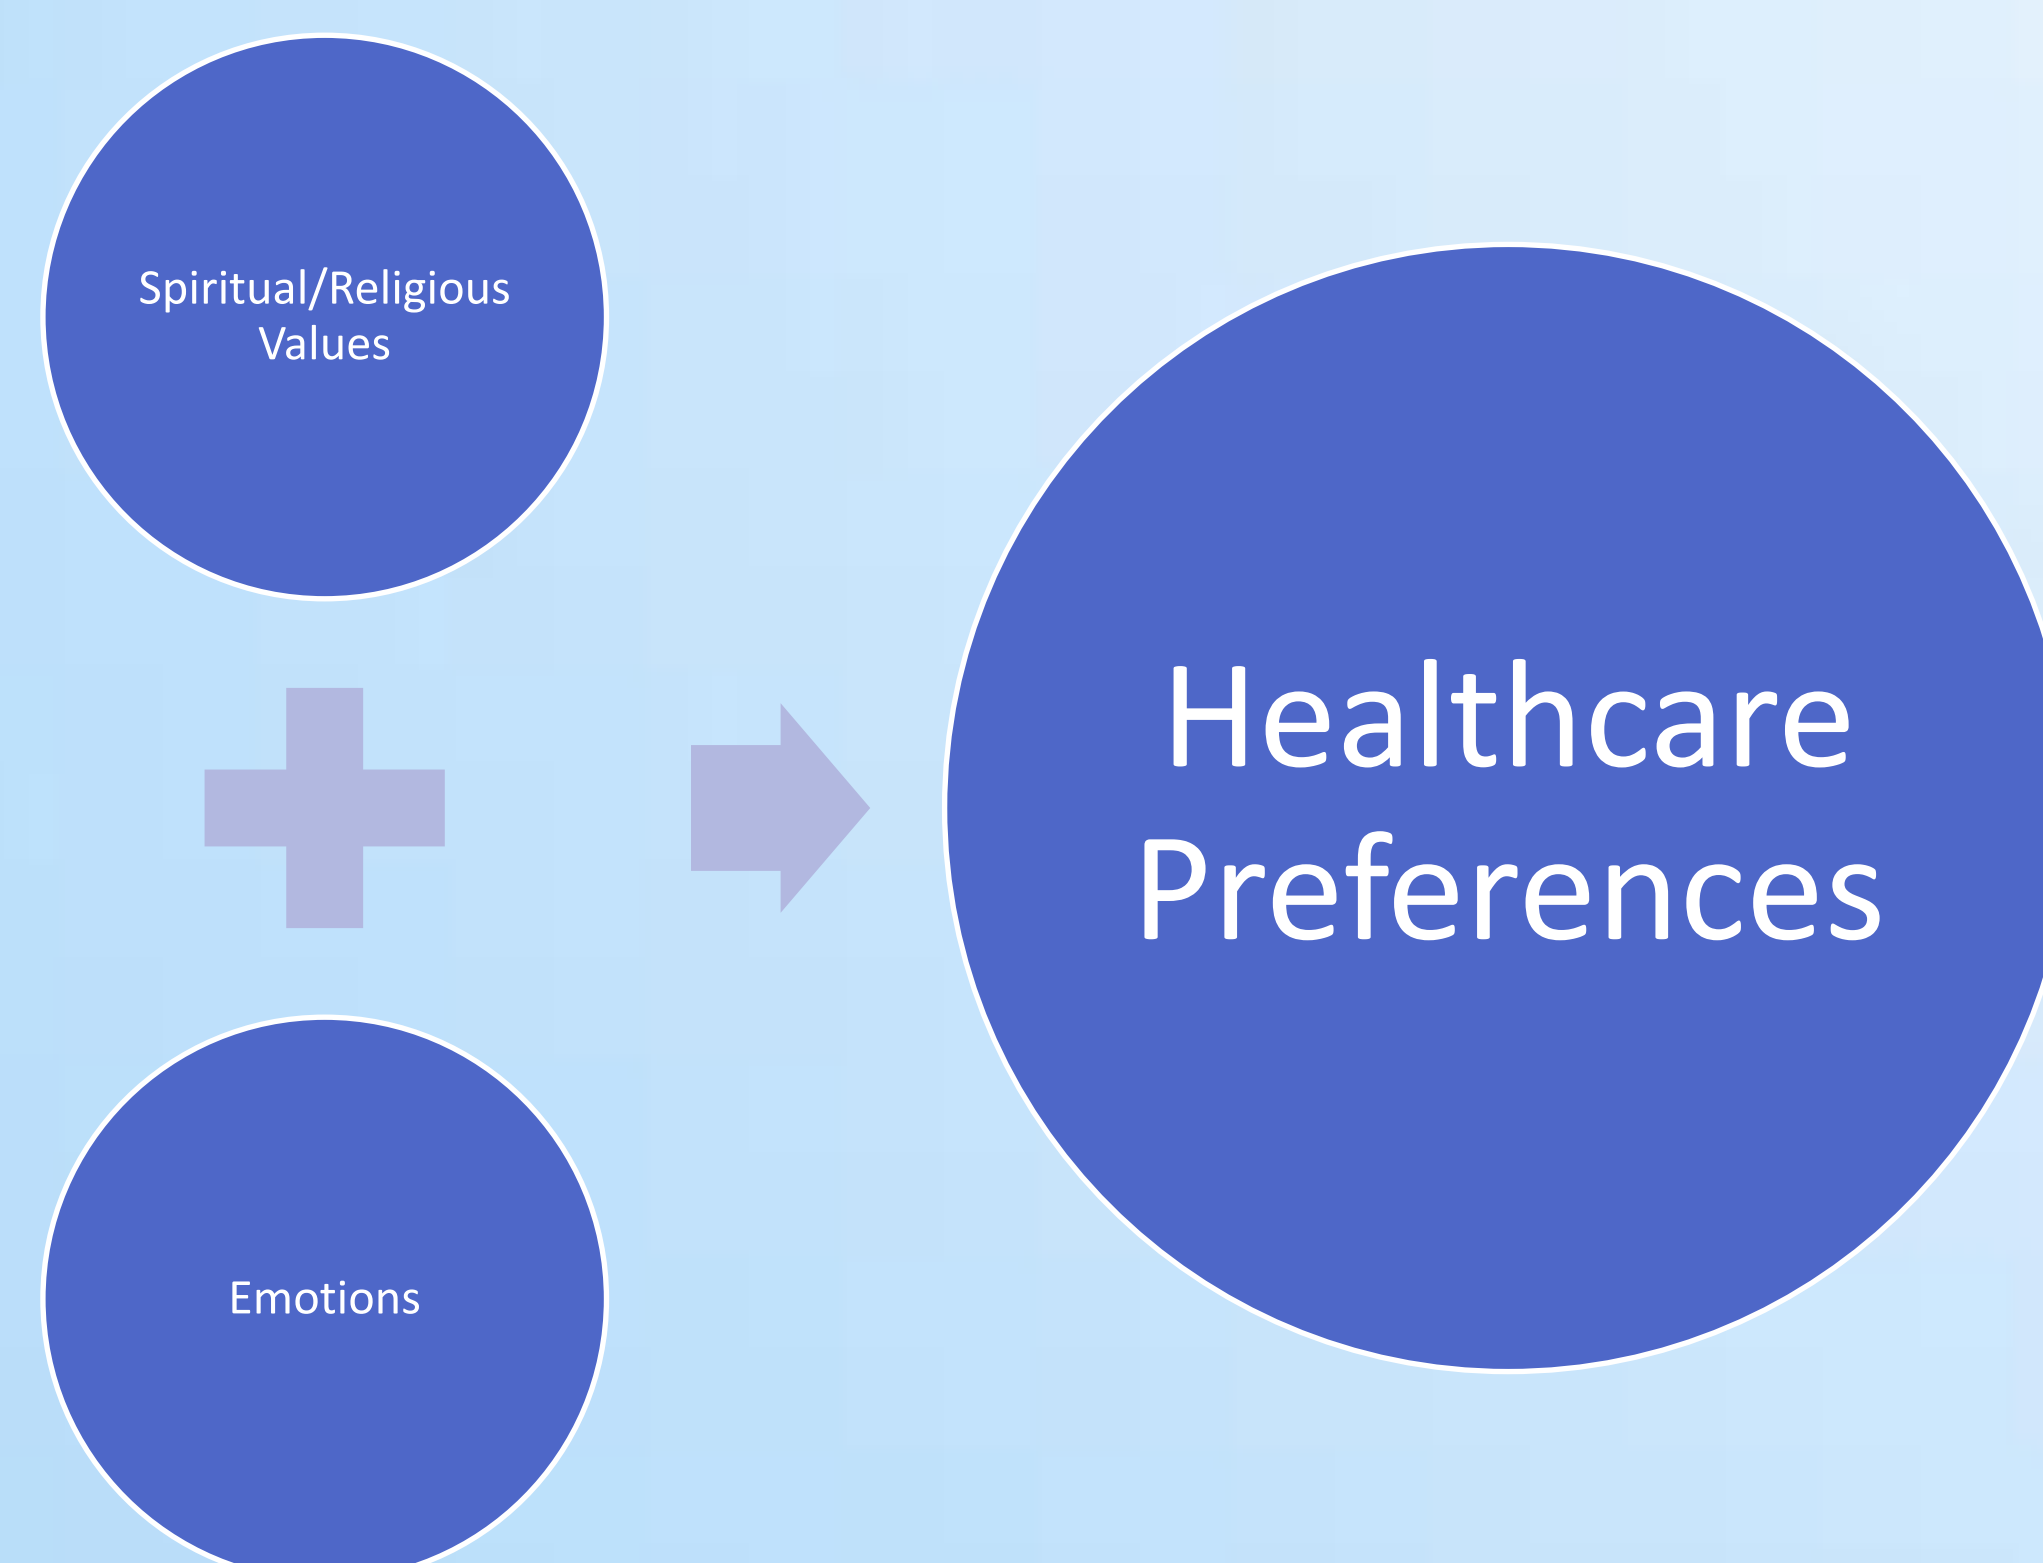 Spiritual/Religious
Values
Emotions
Healthcare
Preferences